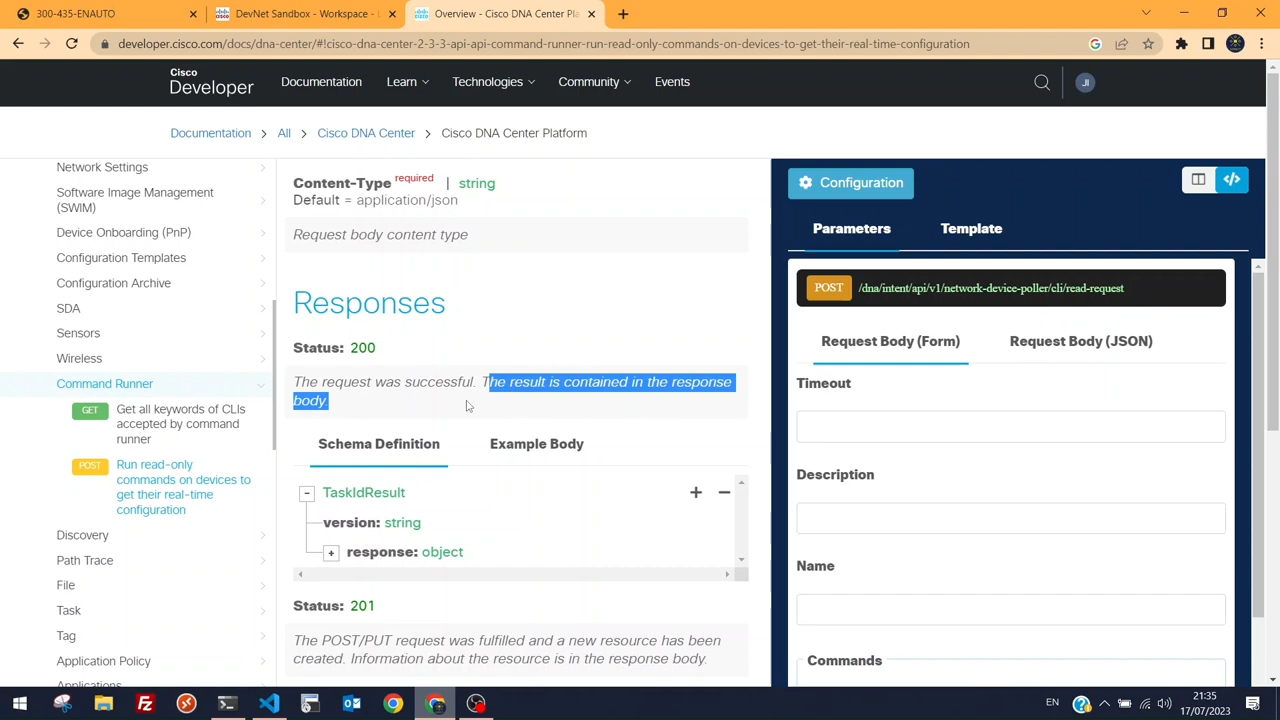 300-435-ENAUTO
DevNet Sandbox - Workspace - L
Overview - Cisco DNA Center Pla
developer.cisco.com/docs/dna-center/#!cisco-dna-center-2-3-3-api-api-command-runner-run-read-only-commands-on-devices-to-get-their-real-time-configuration
Cisco
Developer
Documentation
Learn
Technologies
Community
Events
JI
Documentation > All > Cisco DNA Center > Cisco DNA Center Platform
Network Settings
Software Image Management
(SWIM)
Device Onboarding (PnP)
Configuration Templates
Configuration Archive
SDA
Sensors
Wireless
Command Runner
GET
Get all keywords of CLIs
accepted by command
runner
POST
Run read-only
commands on devices to
get their real-time
configuration
Discovery
Path Trace
File
Task
Tag
Application Policy
Applications
Content-Type required | string
Default = application/json
Request body content type
Responses
Status: 200
The request was successful. The result is contained in the response
body.
Schema Definition
Example Body
TaskIdResult
version: string
response: object
Status: 201
The POST/PUT request was fulfilled and a new resource has been
created. Information about the resource is in the response body.
Configuration
Parameters
Template
POST /dna/intent/api/v1/network-device-poller/cli/read-request
Request Body (Form)
Request Body (JSON)
Timeout
Description
Name
Commands
EN
21:35
17/07/2023